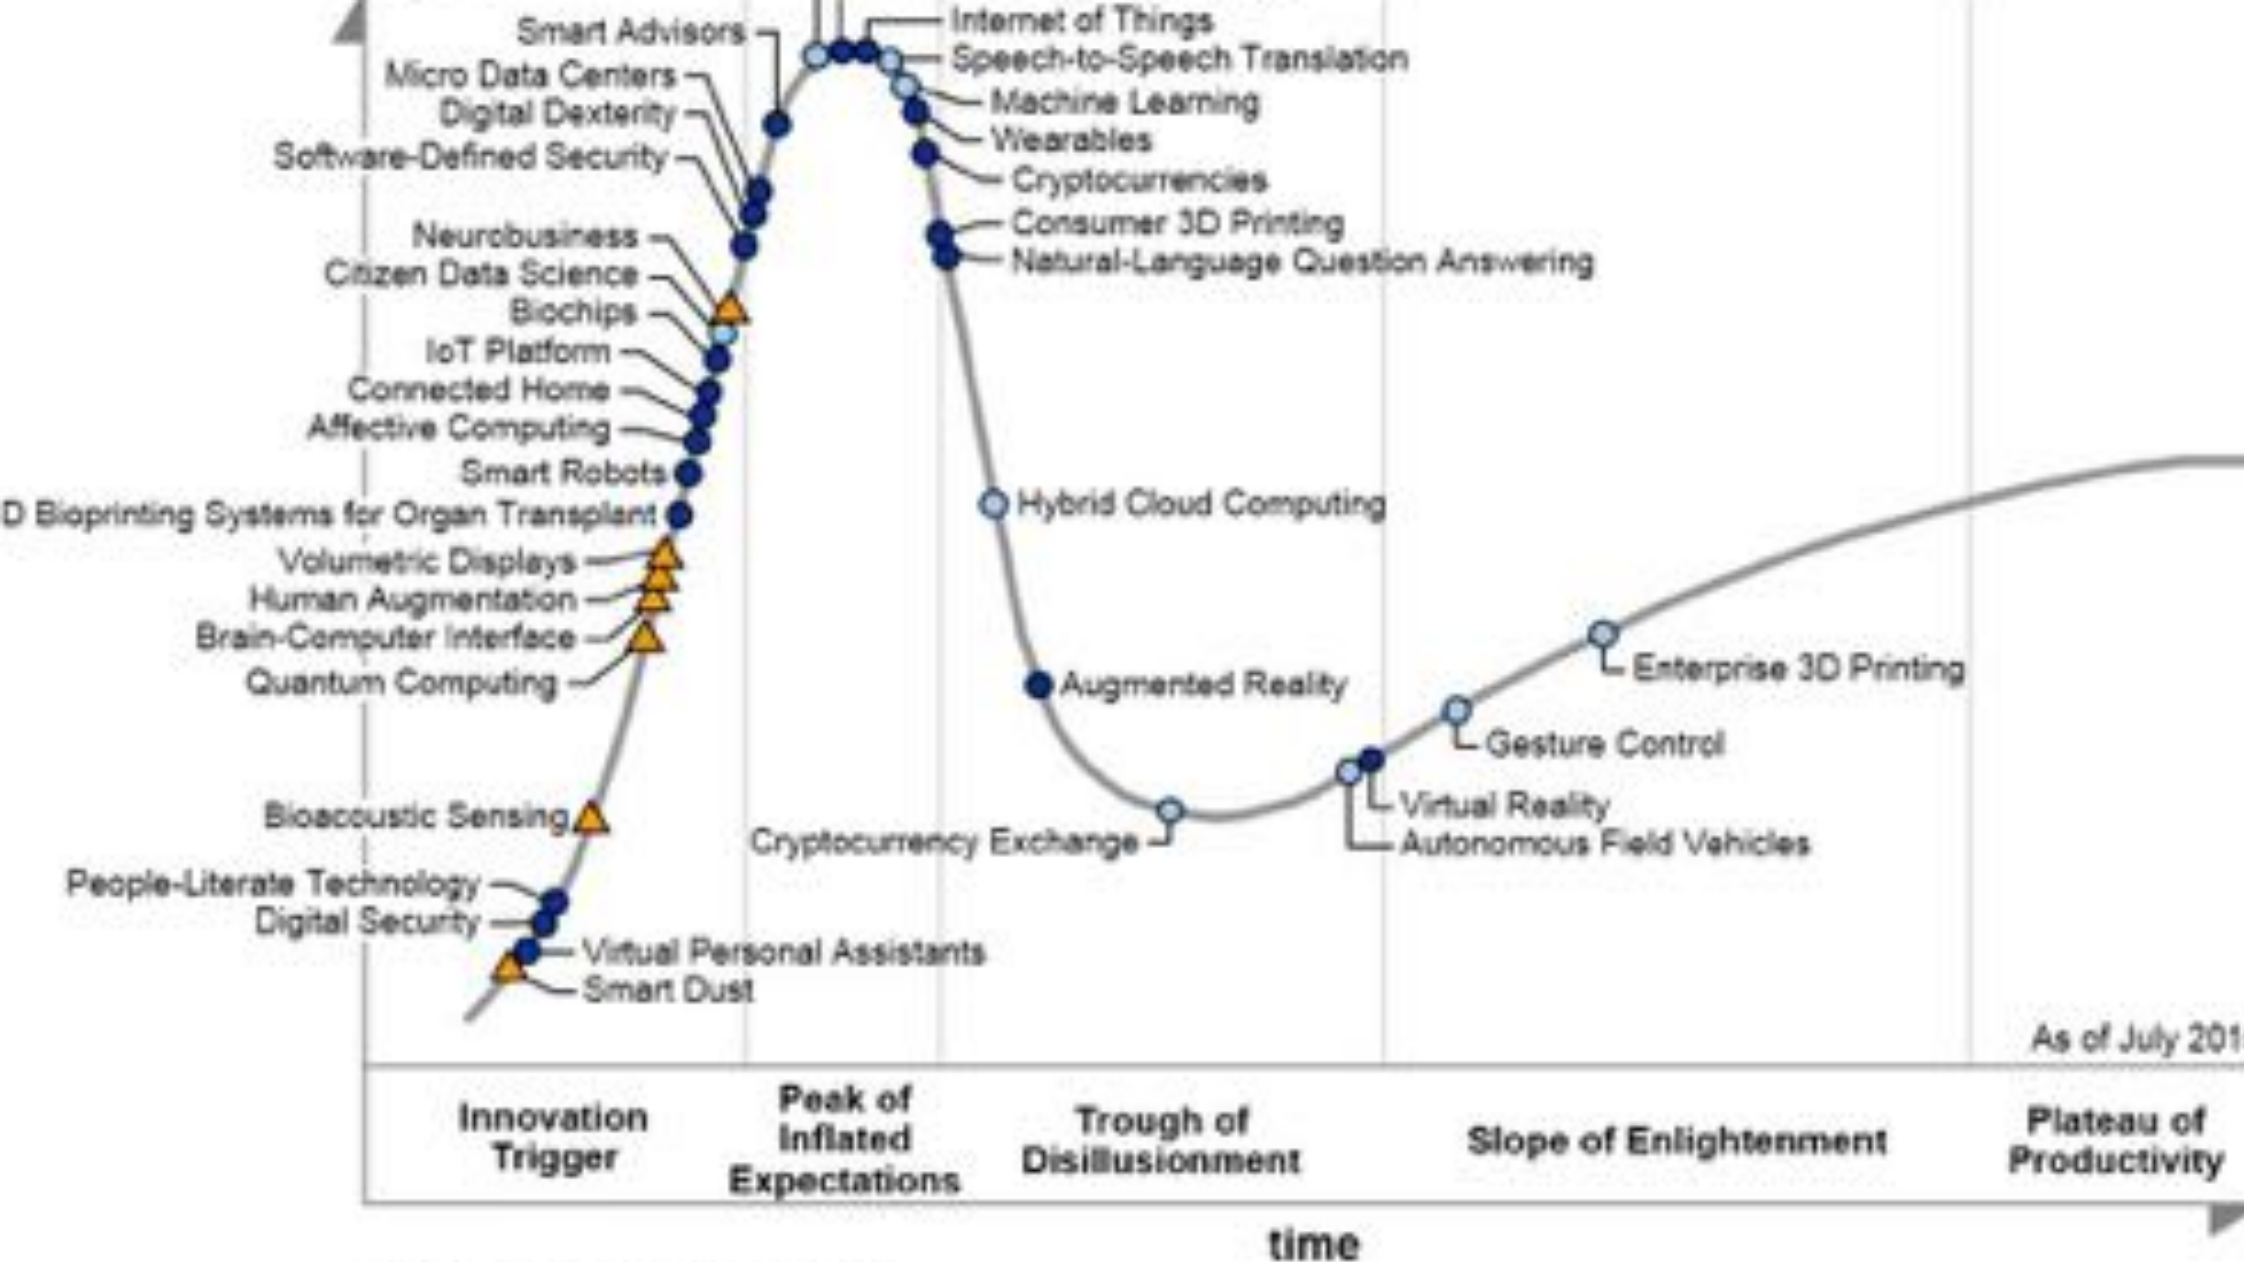 Smart Advisors
Micro Data Centers
Digital Dexterity
Software-Defined Security
Neurobusiness
Citizen Data Science
Biochips
IoT Platform
Connected Home
Affective Computing
Smart Robots
D Bioprinting Systems for Organ Transplant
Volumetric Displays
Human Augmentation
Brain-Computer Interface
Quantum Computing
Bioacoustic Sensing
People-Literate Technology
Digital Security
Virtual Personal Assistants
Smart Dust
Internet of Things
Speech-to-Speech Translation
Machine Learning
Wearables
Cryptocurrencies
Consumer 3D Printing
Natural-Language Question Answering
Hybrid Cloud Computing
Augmented Reality
Cryptocurrency Exchange
Enterprise 3D Printing
Gesture Control
Virtual Reality
Autonomous Field Vehicles
As of July 201
Innovation
Trigger
Peak of
Inflated
Expectations
Trough of
Disillusionment
Slope of Enlightenment
Plateau of
Productivity
time